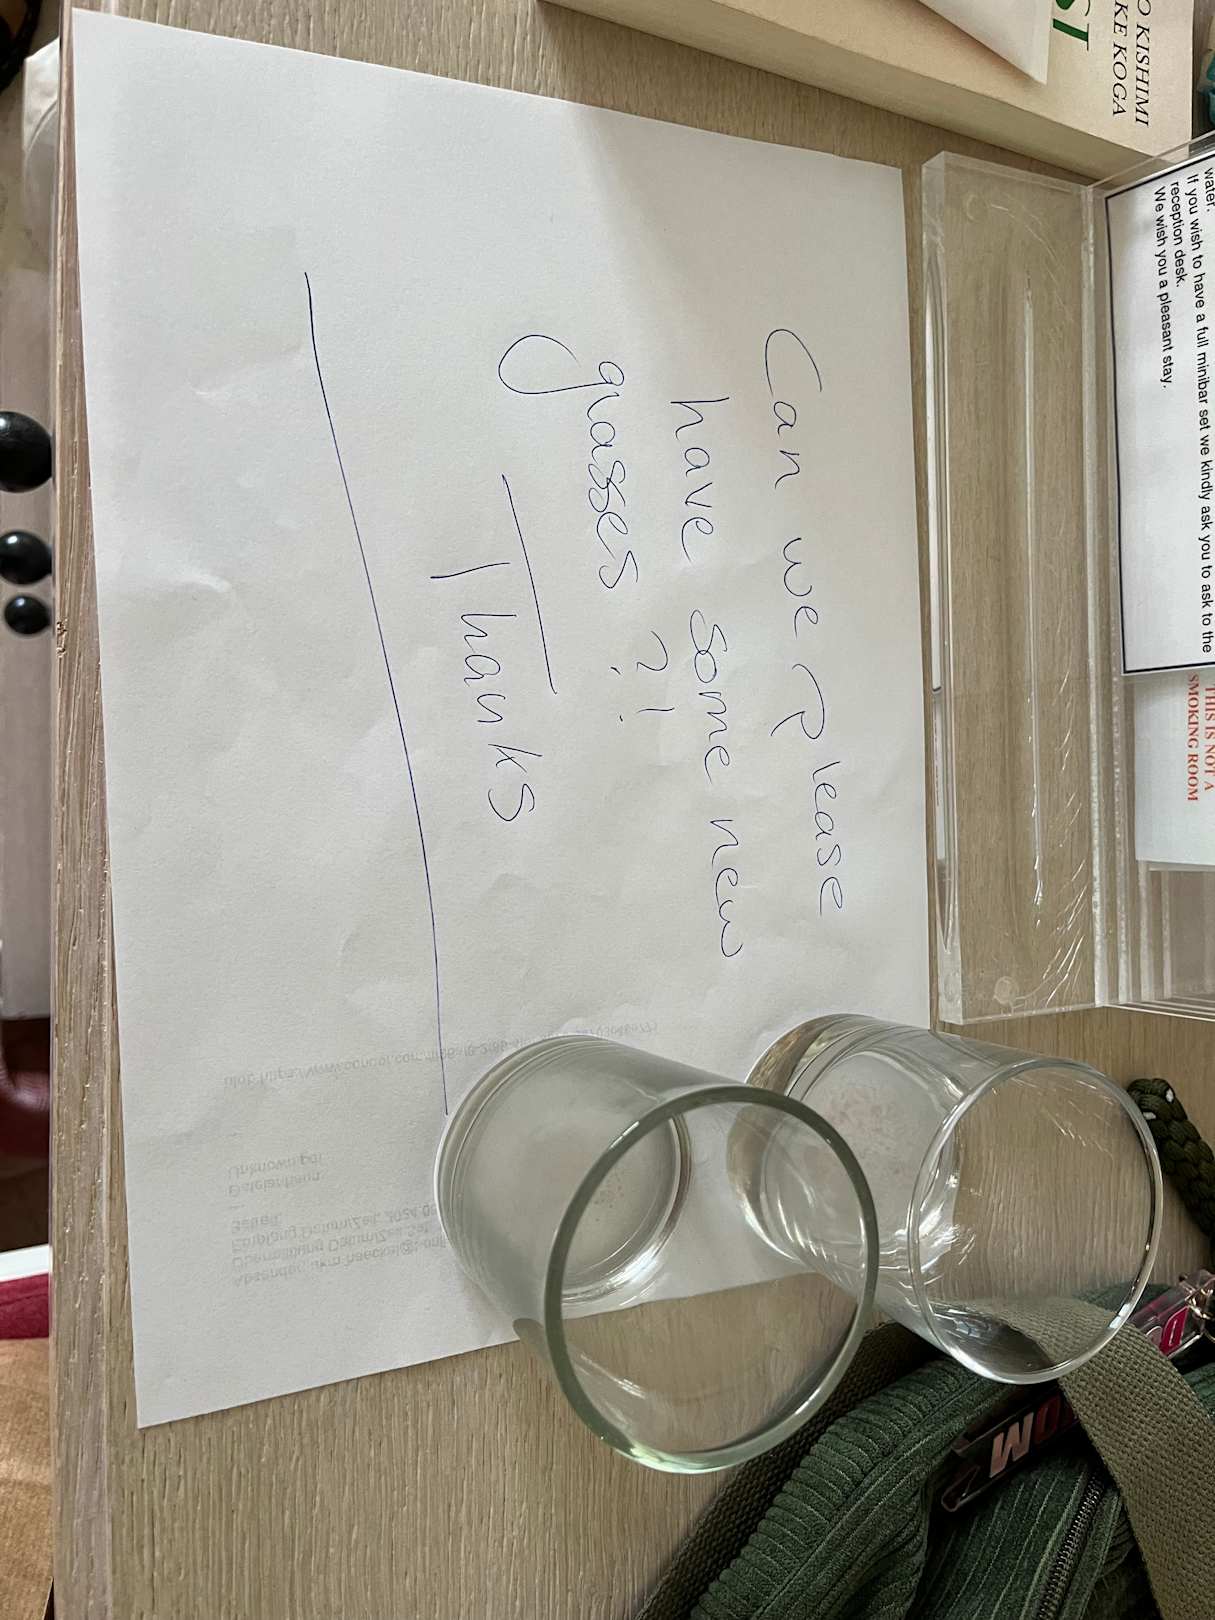 Can we Please
have some new
glasses ?!
Thanks
O KISHIMI
KE KOGA
water.
If you wish to have a full minibar set we kindly ask you to ask to the
reception desk.
We wish you a pleasant stay.
THIS IS NOT A
SMOKING ROOM